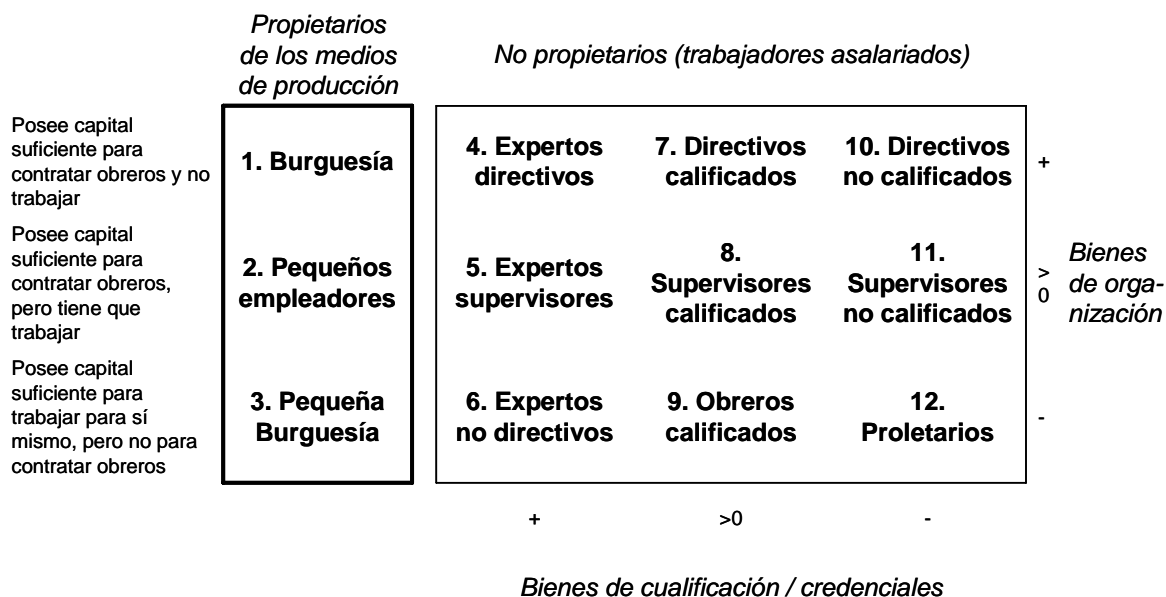 Propietarios
de los medios
de producción
No propietarios (trabajadores asalariados)
Posee capital
suficiente para
contratar obreros y no
trabajar
1. Burguesía
4. Expertos
directivos
7. Directivos
calificados
10. Directivos
no calificados
+
Posee capital
suficiente para
contratar obreros,
pero tiene que
trabajar
2. Pequeños
empleadores
5. Expertos
supervisores
8.
Supervisores
calificados
11.
Supervisores
no calificados
>
0
Bienes
de orga-
nización
Posee capital
suficiente para
trabajar para sí
mismo, pero no para
contratar obreros
3. Pequeña
Burguesía
6. Expertos
no directivos
9. Obreros
calificados
12.
Proletarios
-
+
>0
-
Bienes de cualificación / credenciales